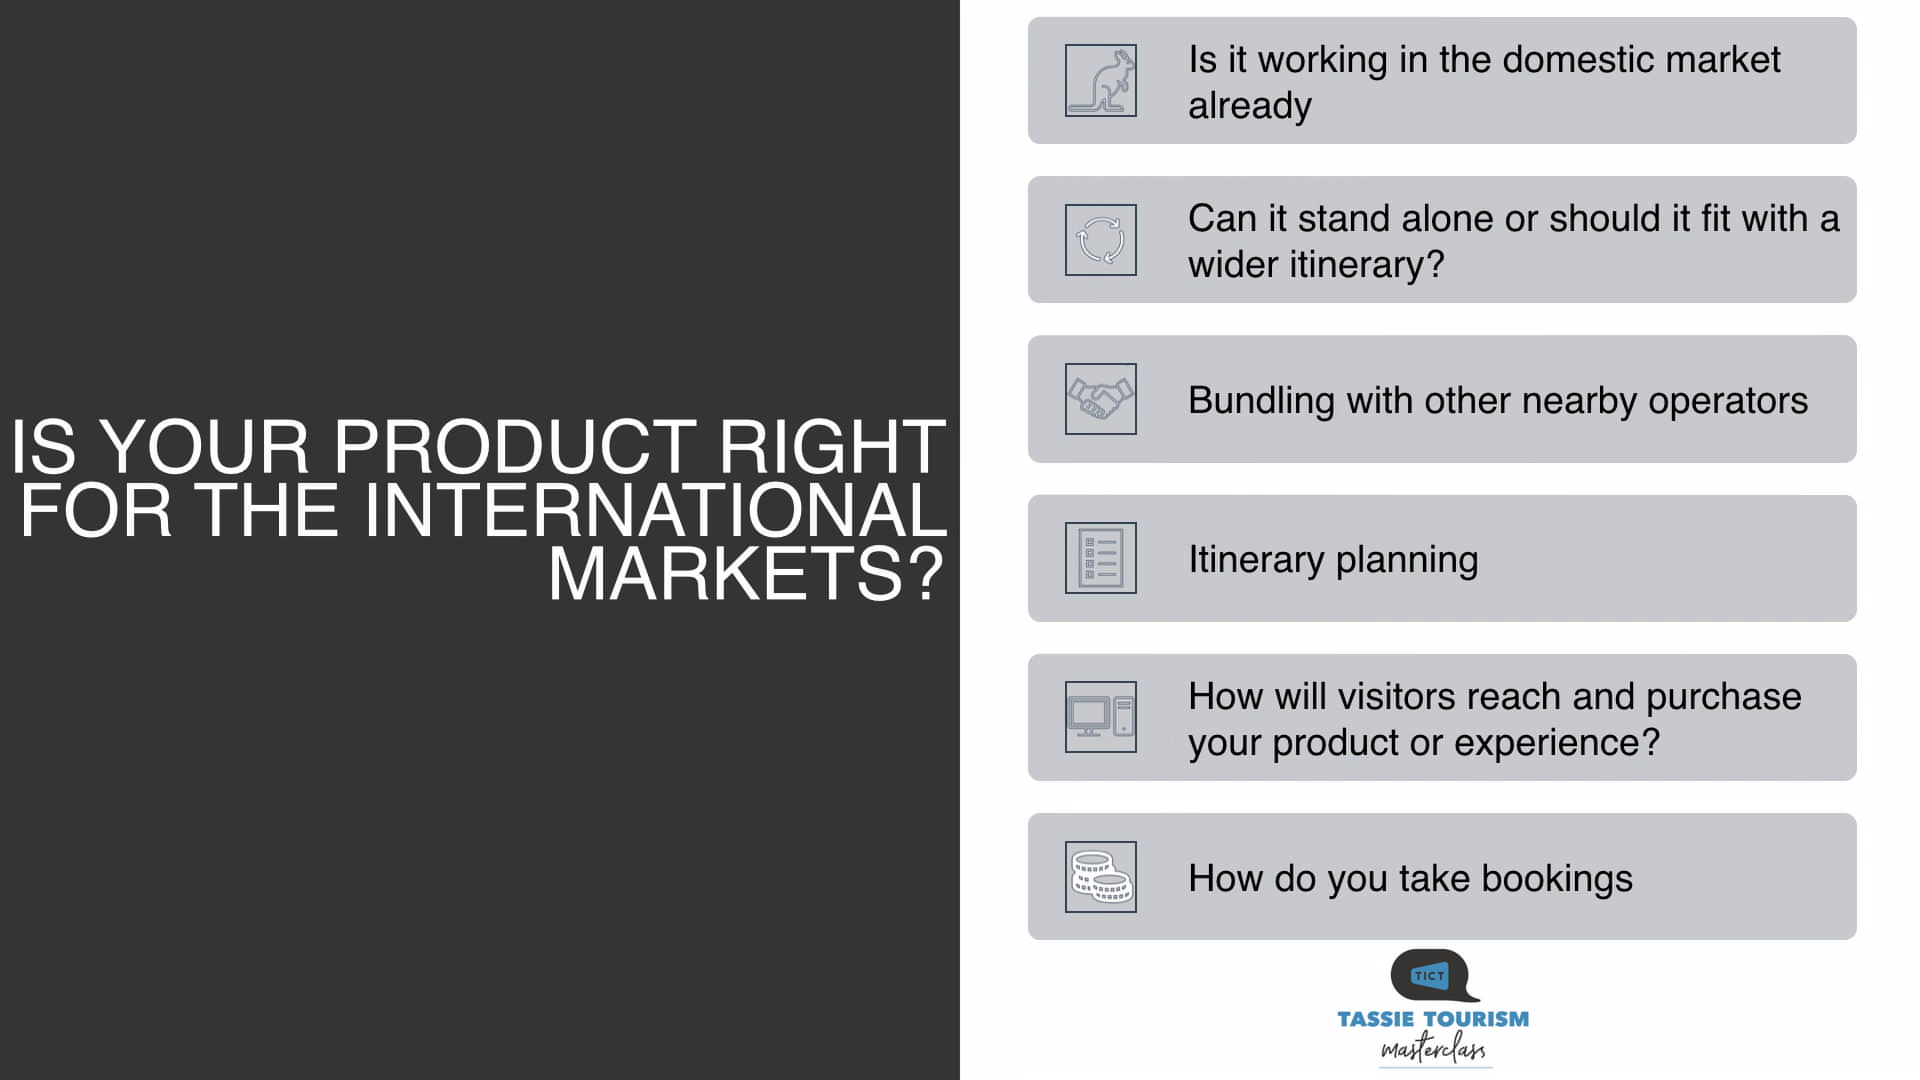 IS YOUR PRODUCT RIGHT
FOR THE INTERNATIONAL
MARKETS?
Is it working in the domestic market
already
Can it stand alone or should it fit with a
wider itinerary?
Bundling with other nearby operators
Itinerary planning
How will visitors reach and purchase
your product or experience?
How do you take bookings
TICT
TASSIE TOURISM
masterclass